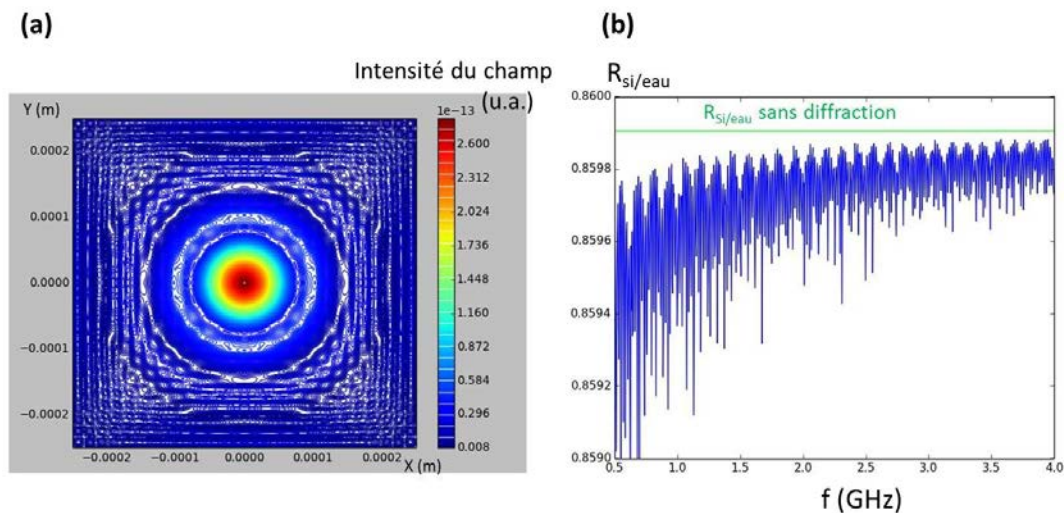 (a)
Intensité du champ
(u.a.)
Y (m)
1e−13
0.0002
0.0001
0.0000
−0.0001
−0.0002
−0.0002 −0.0001 0.0000 0.0001 0.0002
X (m)
2.600
2.312
2.024
1.736
1.448
1.160
0.872
0.584
0.296
0.008
(b)
Rsi/eau
RSi/eau sans diffraction
0.8600
0.8598
0.8596
0.8594
0.8592
0.8590
0.5 1.0 1.5 2.0 2.5 3.0 3.5 4.0
f (GHz)